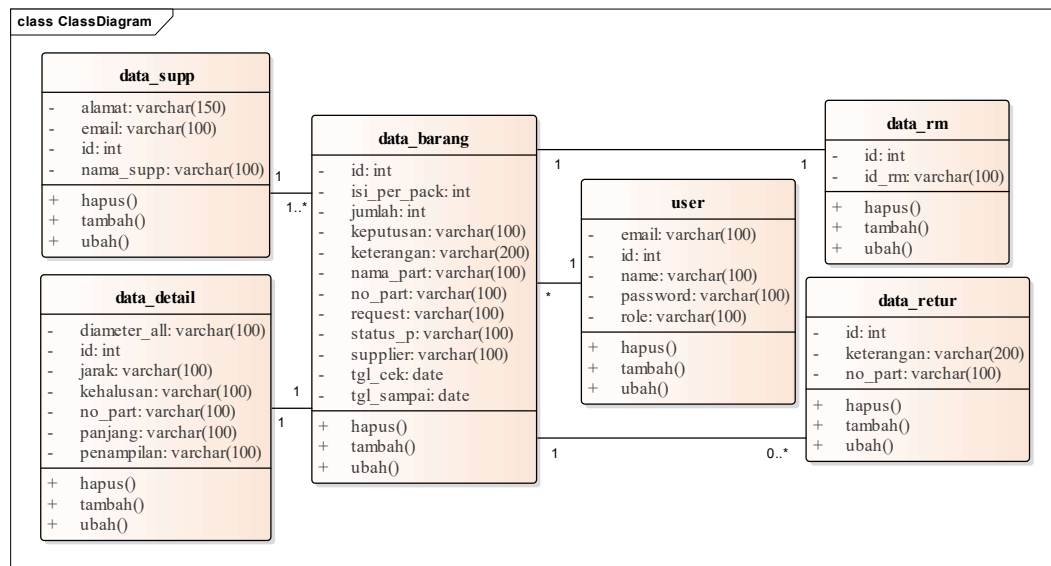 class ClassDiagram
data_supp
- alamat: varchar(150)
- email: varchar(100)
- id: int
- nama_supp: varchar(100)
+ hapus()
+ tambah()
+ ubah()
1
1..*
data_detail
- diameter_all: varchar(100)
- id: int
- jarak: varchar(100)
- kehalusan: varchar(100)
- no_part: varchar(100)
- panjang: varchar(100)
- penampilan: varchar(100)
+ hapus()
+ tambah()
+ ubah()
1
1
data_barang
- id: int
- isi_per_pack: int
- jumlah: int
- keputusan: varchar(100)
- keterangan: varchar(200)
- nama_part: varchar(100)
- no_part: varchar(100)
- request: varchar(100)
- status_p: varchar(100)
- supplier: varchar(100)
- tgl_cek: date
- tgl_sampai: date
+ hapus()
+ tambah()
+ ubah()
1
1
1
*
1
0..*
user
- email: varchar(100)
- id: int
- name: varchar(100)
- password: varchar(100)
- role: varchar(100)
+ hapus()
+ tambah()
+ ubah()
data_rm
- id: int
- id_rm: varchar(100)
+ hapus()
+ tambah()
+ ubah()
data_retur
- id: int
- keterangan: varchar(200)
- no_part: varchar(100)
+ hapus()
+ tambah()
+ ubah()